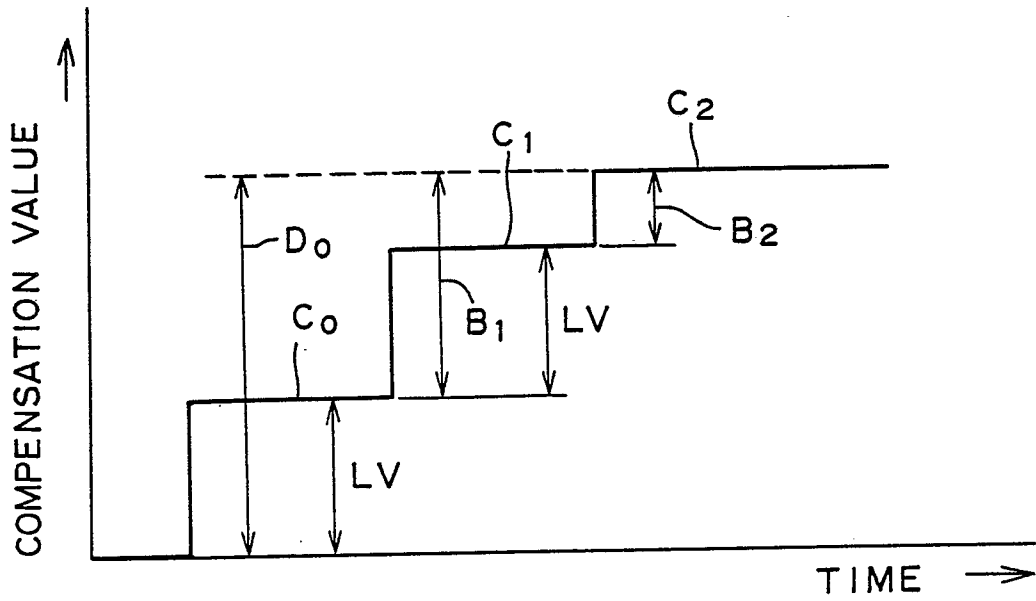 COMPENSATION VALUE
C2
C1
D0
B2
C0
B1
LV
LV
TIME